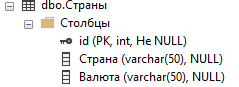 dbo.Страны
Столбцы
id (PK, int, Не NULL)
Страна (varchar(50), NULL)
Валюта (varchar(50), NULL)